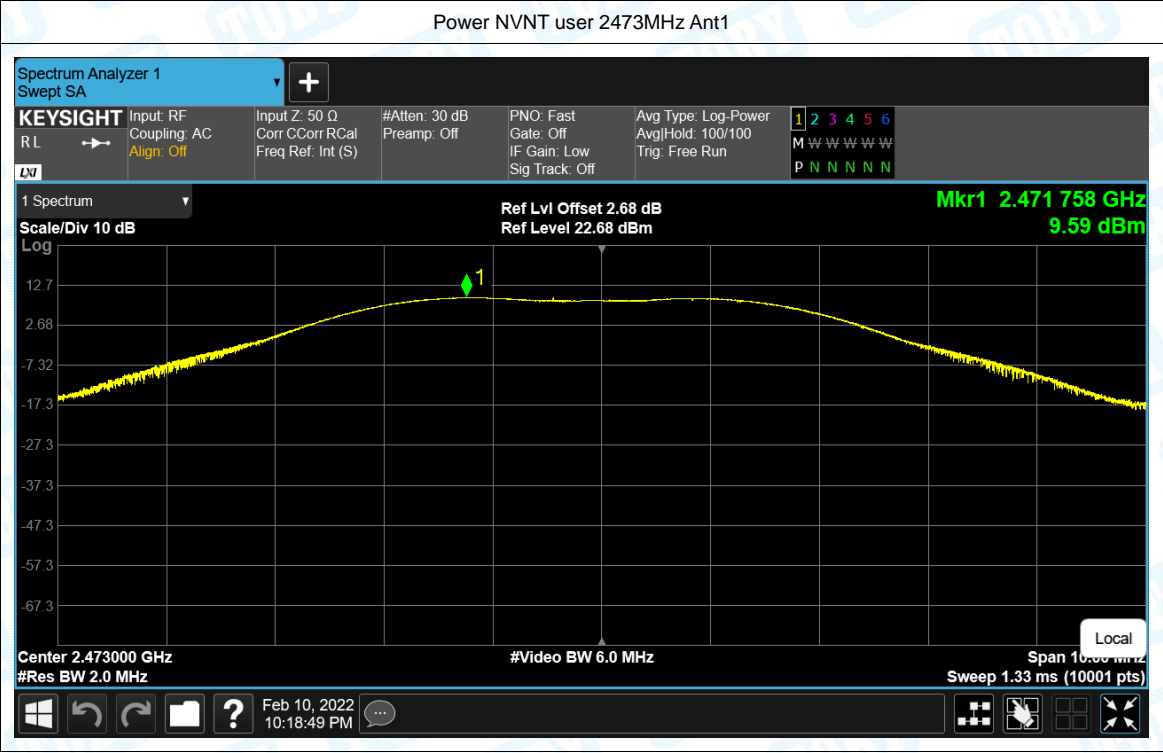 Power NVNT user 2473MHz Ant1
Spectrum Analyzer 1
Swept SA
KEYSIGHT
R L
LXI
Input: RF
Coupling: AC
Align: Off
Input Z: 50 Ω
Corr CCorr RCal
Freq Ref: Int (S)
#Atten: 30 dB
Preamp: Off
PNO: Fast
Gate: Off
IF Gain: Low
Sig Track: Off
Avg Type: Log-Power
Avg|Hold: 100/100
Trig: Free Run
1 2 3 4 5 6
M W W W W W
P N N N N N
1 Spectrum
Scale/Div 10 dB
Ref Lvl Offset 2.68 dB
Ref Level 22.68 dBm
Mkr1 2.471 758 GHz
9.59 dBm
Log
1
12.7
2.68
-7.32
-17.3
-27.3
-37.3
-47.3
-57.3
-67.3
Local
Center 2.473000 GHz
#Res BW 2.0 MHz
#Video BW 6.0 MHz
Span 10.00 MHz
Sweep 1.33 ms (10001 pts)
?
Feb 10, 2022
10:18:49 PM
TOBY